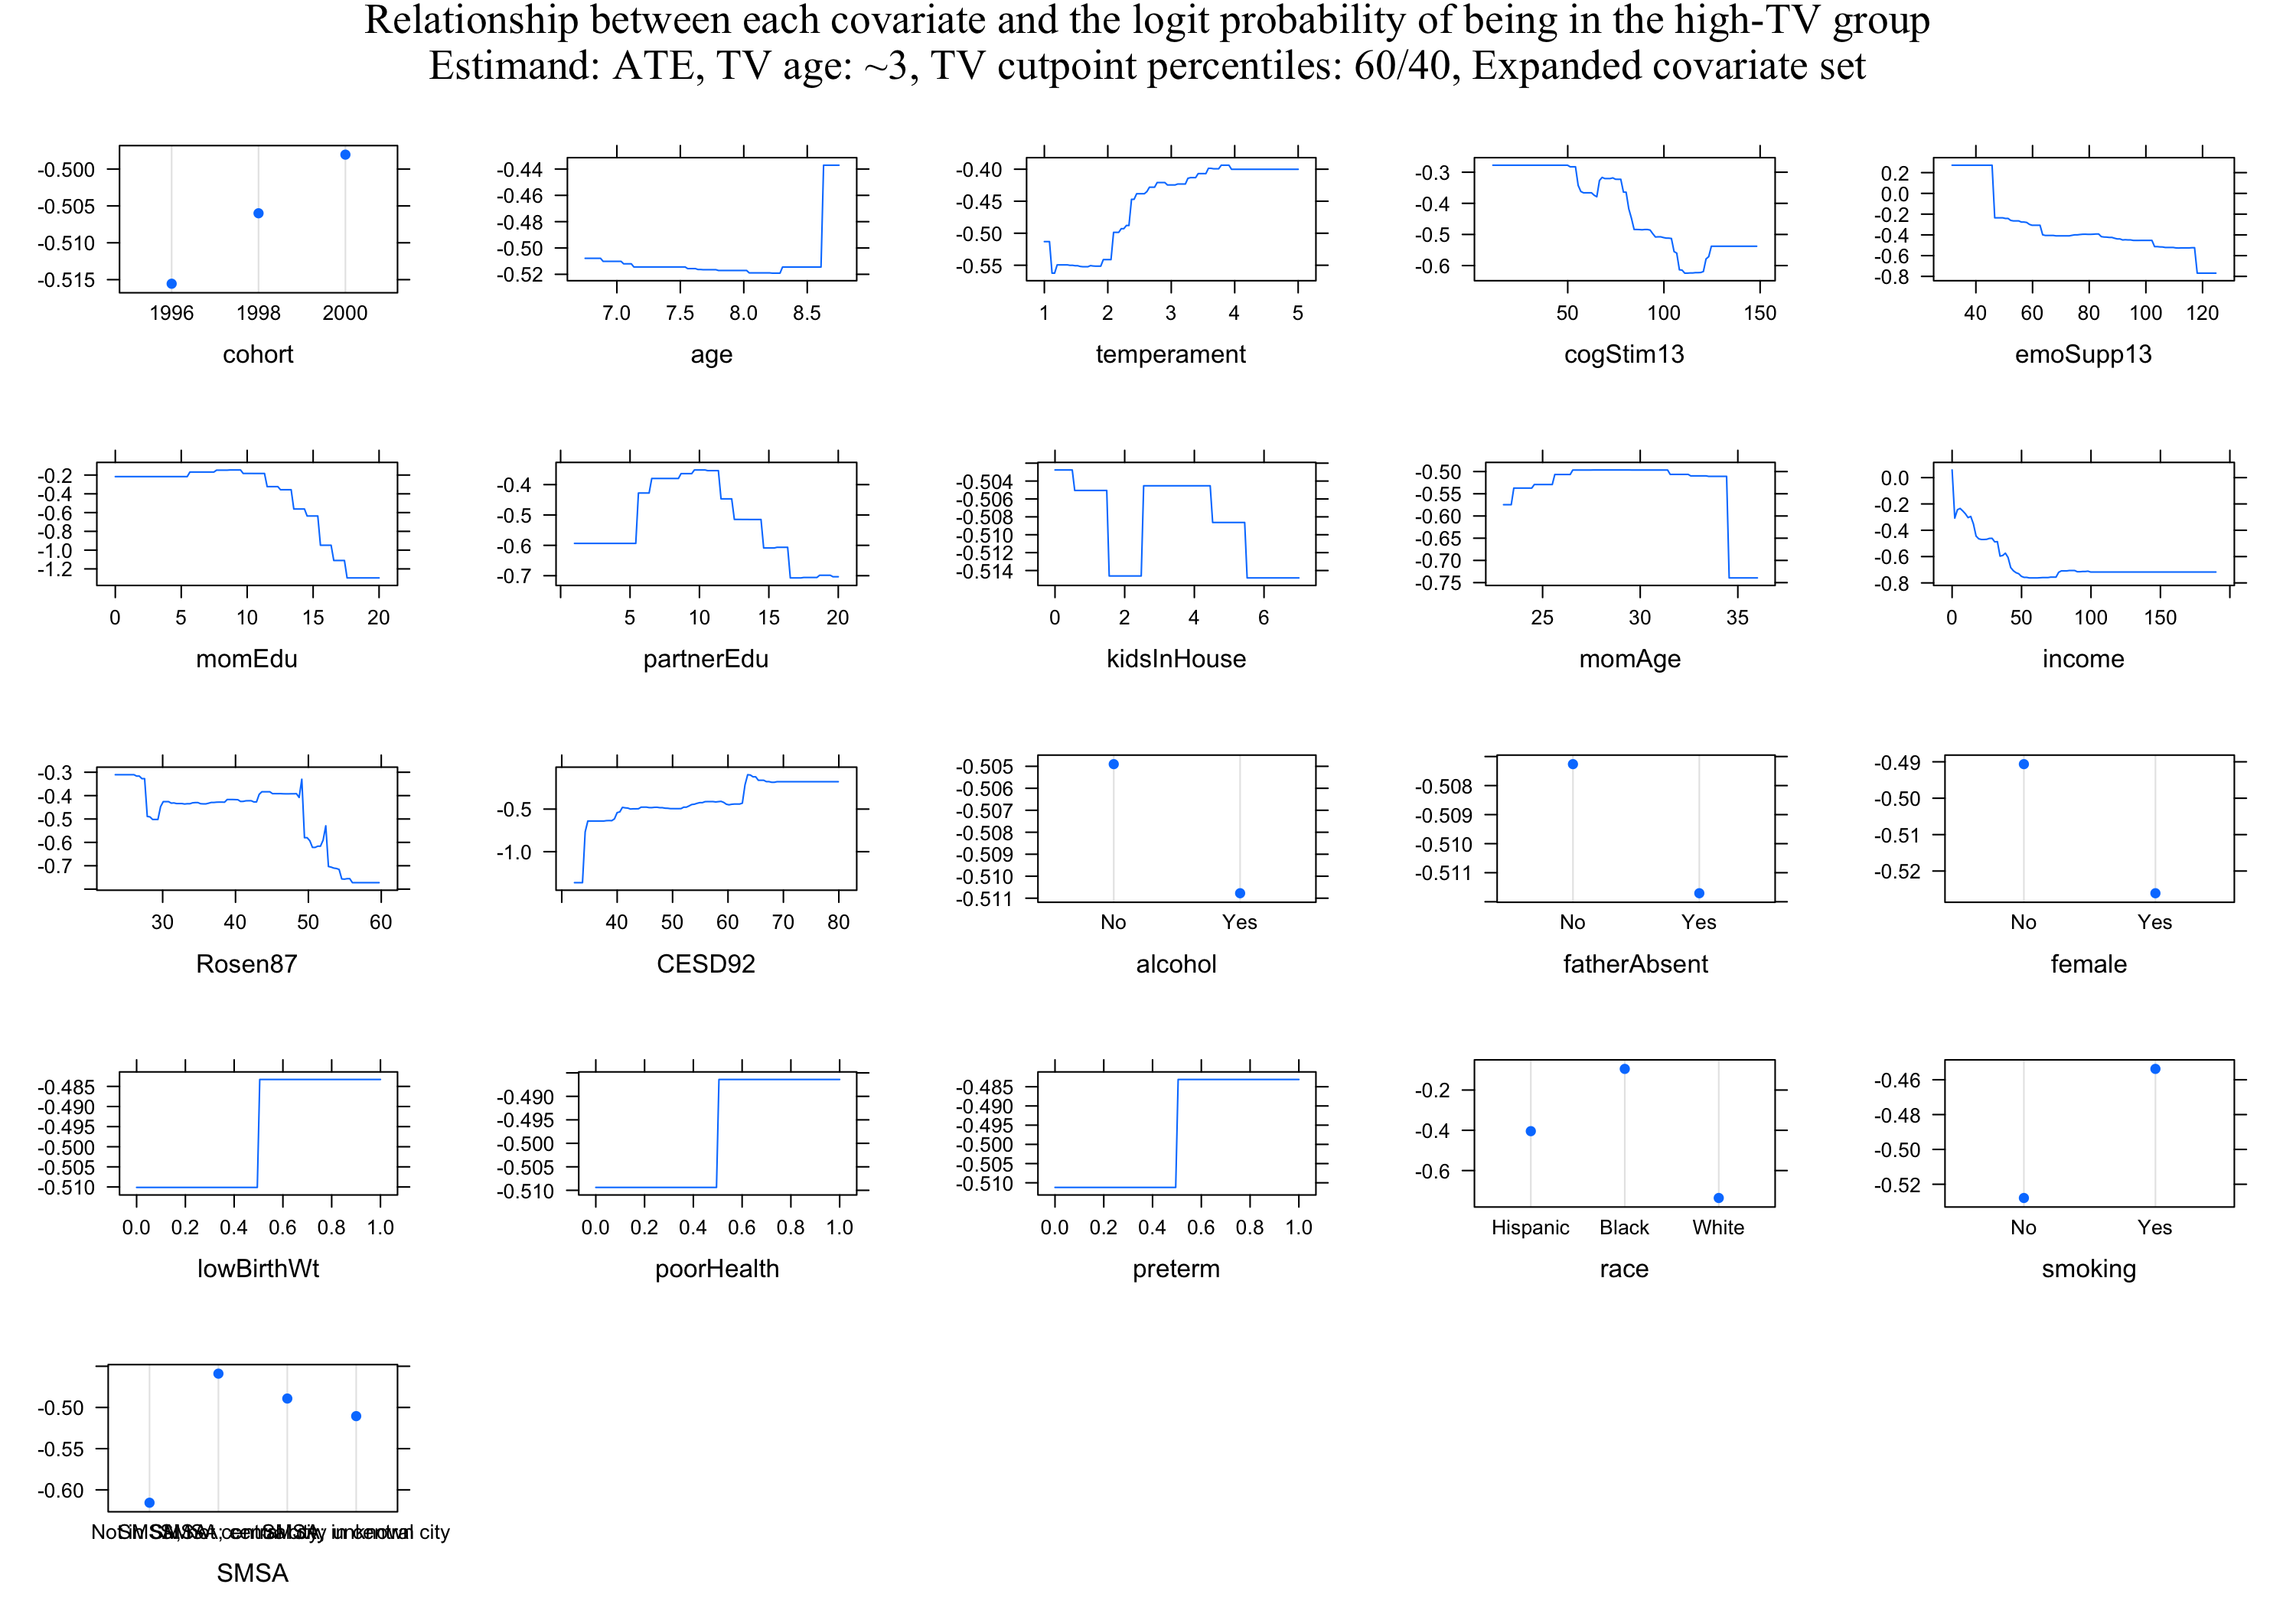 Relationship between each covariate and the logit probability of being in the high-TV group
Estimand: ATE, TV age: ~3, TV cutpoint percentiles: 60/40, Expanded covariate set
-0.500
-0.505
-0.510
-0.515
1996 1998 2000
cohort
-0.44
-0.46
-0.48
-0.50
-0.52
7.0 7.5 8.0 8.5
age
-0.40
-0.45
-0.50
-0.55
1 2 3 4 5
temperament
-0.3
-0.4
-0.5
-0.6
50 100 150
cogStim13
0.2
0.0
-0.2
-0.4
-0.6
-0.8
40 60 80 100 120
emoSupp13
-0.2
-0.4
-0.6
-0.8
-1.0
-1.2
0 5 10 15 20
momEdu
-0.4
-0.5
-0.6
-0.7
5 10 15 20
partnerEdu
-0.504
-0.506
-0.508
-0.510
-0.512
-0.514
0 2 4 6
kidsInHouse
-0.50
-0.55
-0.60
-0.65
-0.70
-0.75
25 30 35
momAge
0.0
-0.2
-0.4
-0.6
-0.8
0 50 100 150
income
-0.3
-0.4
-0.5
-0.6
-0.7
30 40 50 60
Rosen87
-0.5
-1.0
40 50 60 70 80
CESD92
-0.505
-0.506
-0.507
-0.508
-0.509
-0.510
-0.511
No Yes
alcohol
-0.508
-0.509
-0.510
-0.511
No Yes
fatherAbsent
-0.49
-0.50
-0.51
-0.52
No Yes
female
-0.485
-0.490
-0.495
-0.500
-0.505
-0.510
0.0 0.2 0.4 0.6 0.8 1.0
lowBirthWt
-0.490
-0.495
-0.500
-0.505
-0.510
0.0 0.2 0.4 0.6 0.8 1.0
poorHealth
-0.485
-0.490
-0.495
-0.500
-0.505
-0.510
0.0 0.2 0.4 0.6 0.8 1.0
preterm
-0.2
-0.4
-0.6
Hispanic Black White
race
-0.46
-0.48
-0.50
-0.52
No Yes
smoking
-0.50
-0.55
-0.60
SMSA